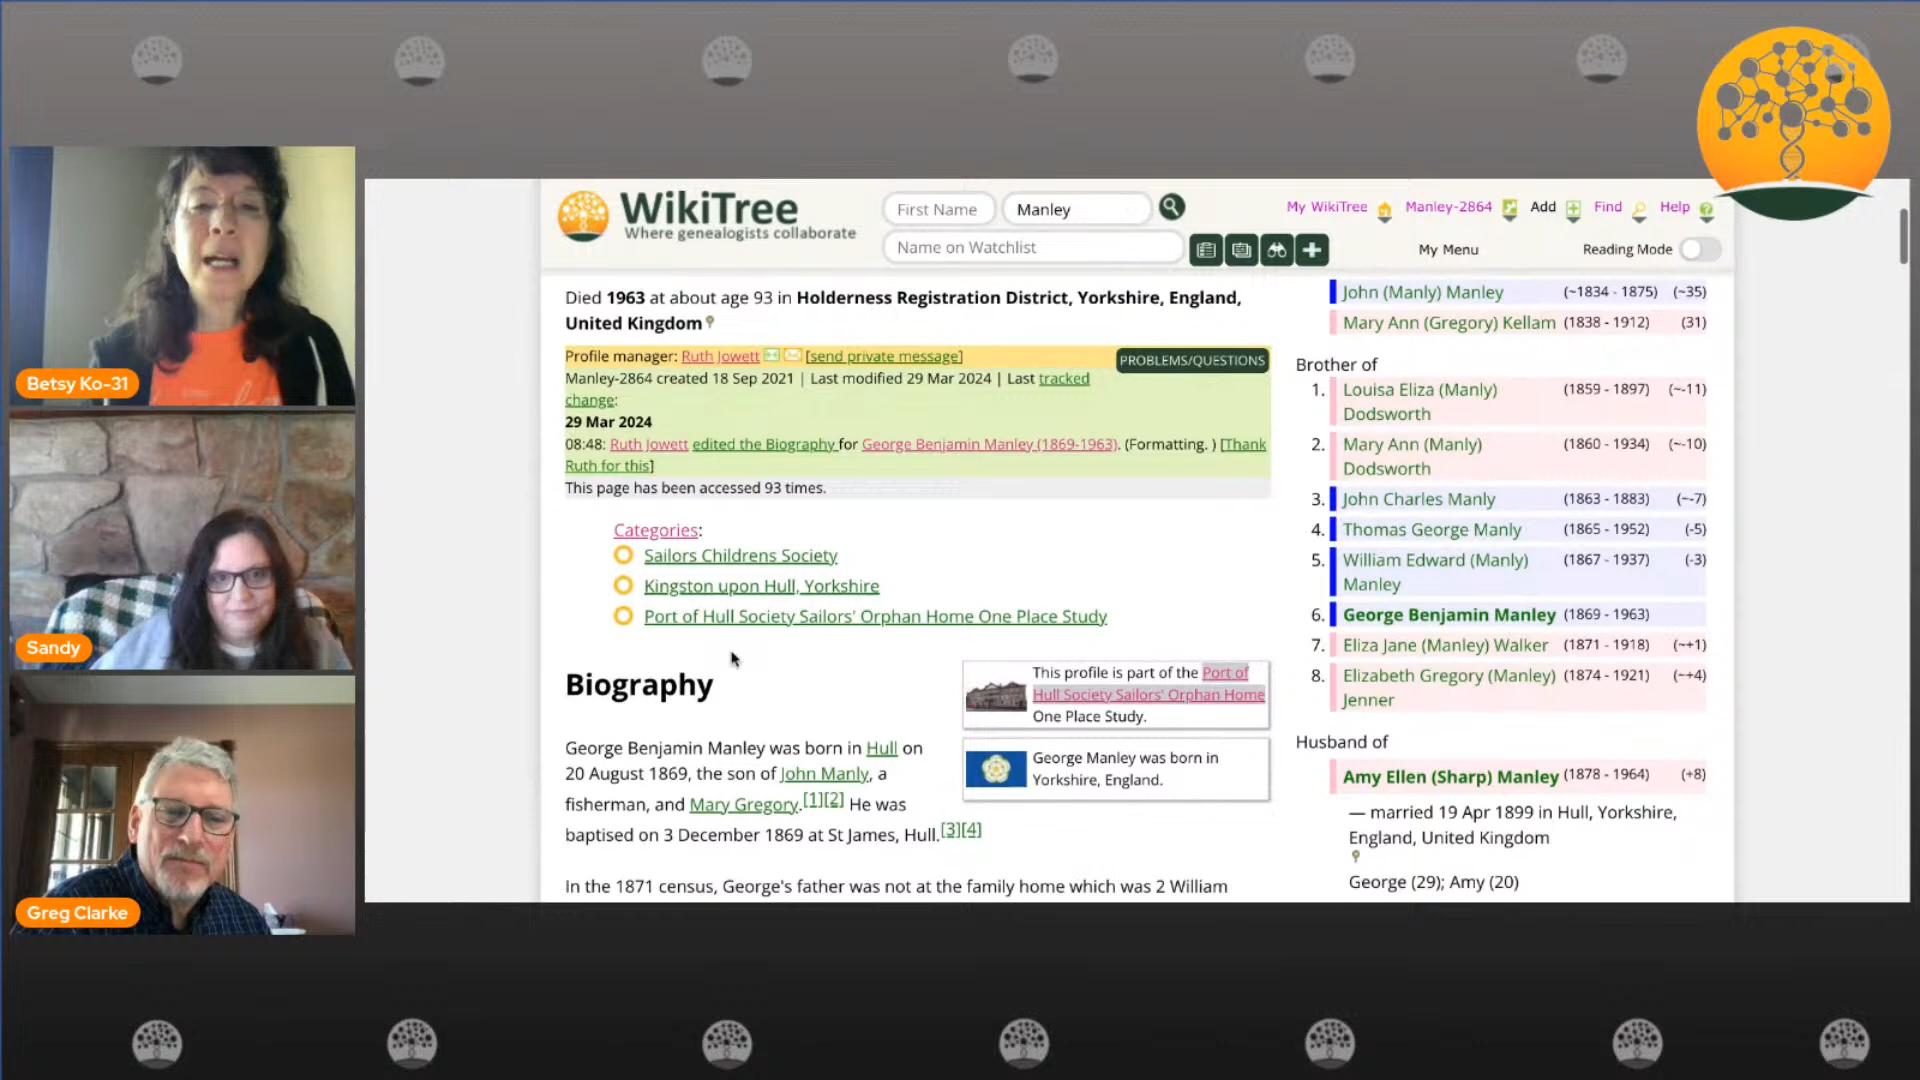 WikiTree
Where genealogists collaborate
First Name
Manley
Name on Watchlist
My WikiTree
Manley-2864
Add
Find
Help
My Menu
Reading Mode
Died 1963 at about age 93 in Holderness Registration District, Yorkshire, England,
United Kingdom
Profile manager: Ruth Jowett [send private message]
PROBLEMS/QUESTIONS
Manley-2864 created 18 Sep 2021 | Last modified 29 Mar 2024 | Last tracked
change:
29 Mar 2024
08:48: Ruth Jowett edited the Biography for George Benjamin Manley (1869-1963). (Formatting. ) [Thank
Ruth for this]
This page has been accessed 93 times.
Categories:
Sailors Childrens Society
Kingston upon Hull, Yorkshire
Port of Hull Society Sailors' Orphan Home One Place Study
Biography
This profile is part of the Port of
Hull Society Sailors' Orphan Home
One Place Study.
George Manley was born in
Yorkshire, England.
George Benjamin Manley was born in Hull on
20 August 1869, the son of John Manly, a
fisherman, and Mary Gregory.[1][2] He was
baptised on 3 December 1869 at St James, Hull.[3][4]
In the 1871 census, George's father was not at the family home which was 2 William
John (Manly) Manley (~1834 - 1875) (~35)
Mary Ann (Gregory) Kellam (1838 - 1912) (31)
Brother of
1. Louisa Eliza (Manly) (1859 - 1897) (~-11)
Dodsworth
2. Mary Ann (Manly) (1860 - 1934) (~-10)
Dodsworth
3. John Charles Manly (1863 - 1883) (~-7)
4. Thomas George Manly (1865 - 1952) (-5)
5. William Edward (Manly) (1867 - 1937) (-3)
Manley
6. George Benjamin Manley (1869 - 1963)
7. Eliza Jane (Manley) Walker (1871 - 1918) (~+1)
8. Elizabeth Gregory (Manley) (1874 - 1921) (~+4)
Jenner
Husband of
Amy Ellen (Sharp) Manley (1878 - 1964) (+8)
— married 19 Apr 1899 in Hull, Yorkshire,
England, United Kingdom
George (29); Amy (20)
Betsy Ko-31
Sandy
Greg Clarke